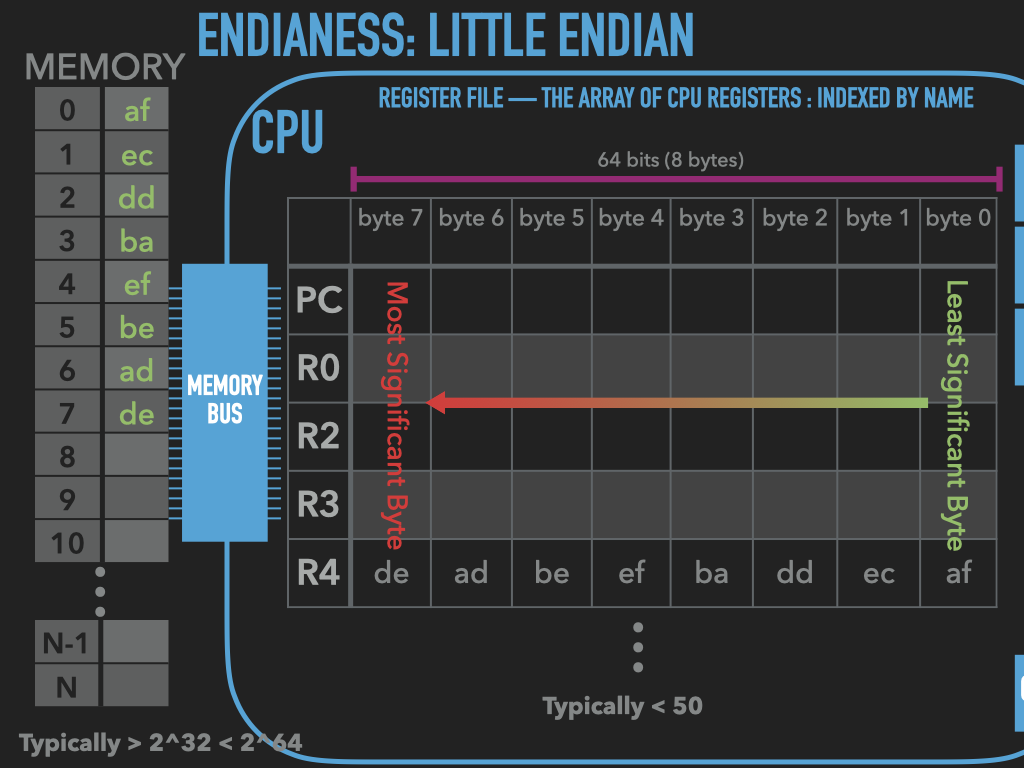 ENDIANESS: LITTLE ENDIAN
MEMORY
0 af
1 ec
2 dd
3 ba
4 ef
5 be
6 ad
7 de
8
9
10
N-1
N
Typically > 2^32 < 2^64
MEMORY
BUS
CPU
REGISTER FILE — THE ARRAY OF CPU REGISTERS : INDEXED BY NAME
64 bits (8 bytes)
byte 7 byte 6 byte 5 byte 4 byte 3 byte 2 byte 1 byte 0
PC
R0
R2
R3
R4 de ad be ef ba dd ec af
Most Significant Byte
Least Significant Byte
Typically < 50